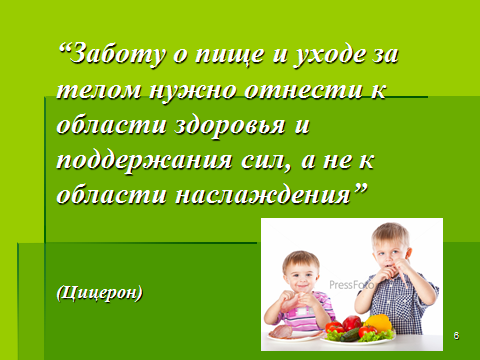 “Заботу о пище и уходе за
телом нужно отнести к
области здоровья и
поддержания сил, а не к
области наслаждения”
(Цицерон)
PressFoto
6